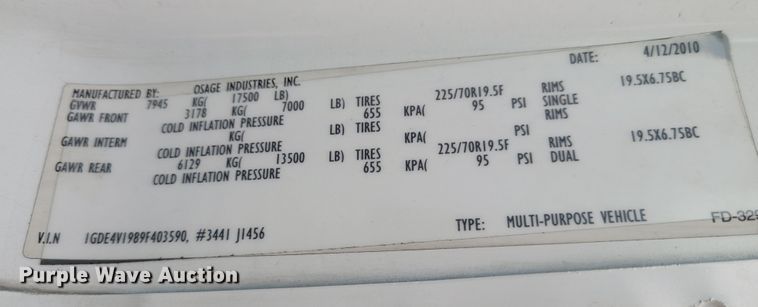 DATE: 4/12/2010
MANUFACTURED BY: OSAGE INDUSTRIES, INC.
GVWR 7945 KG( 17500 LB)
GAWR FRONT 3178 KG( 7000 LB) TIRES 225/70R19.5F RIMS 19.5X6.75BC
COLD INFLATION PRESSURE 655 KPA( 95 PSI SINGLE
GAWR INTERM KG( LB) TIRES RIMS
COLD INFLATION PRESSURE KPA( PSI
GAWR REAR 6129 KG( 13500 LB) TIRES 225/70R19.5F RIMS 19.5X6.75BC
COLD INFLATION PRESSURE 655 KPA( 95 PSI DUAL
V.I.N 1GDE4V1989F403590, #3441 J1456 TYPE: MULTI-PURPOSE VEHICLE FD-329
Purple Wave Auction